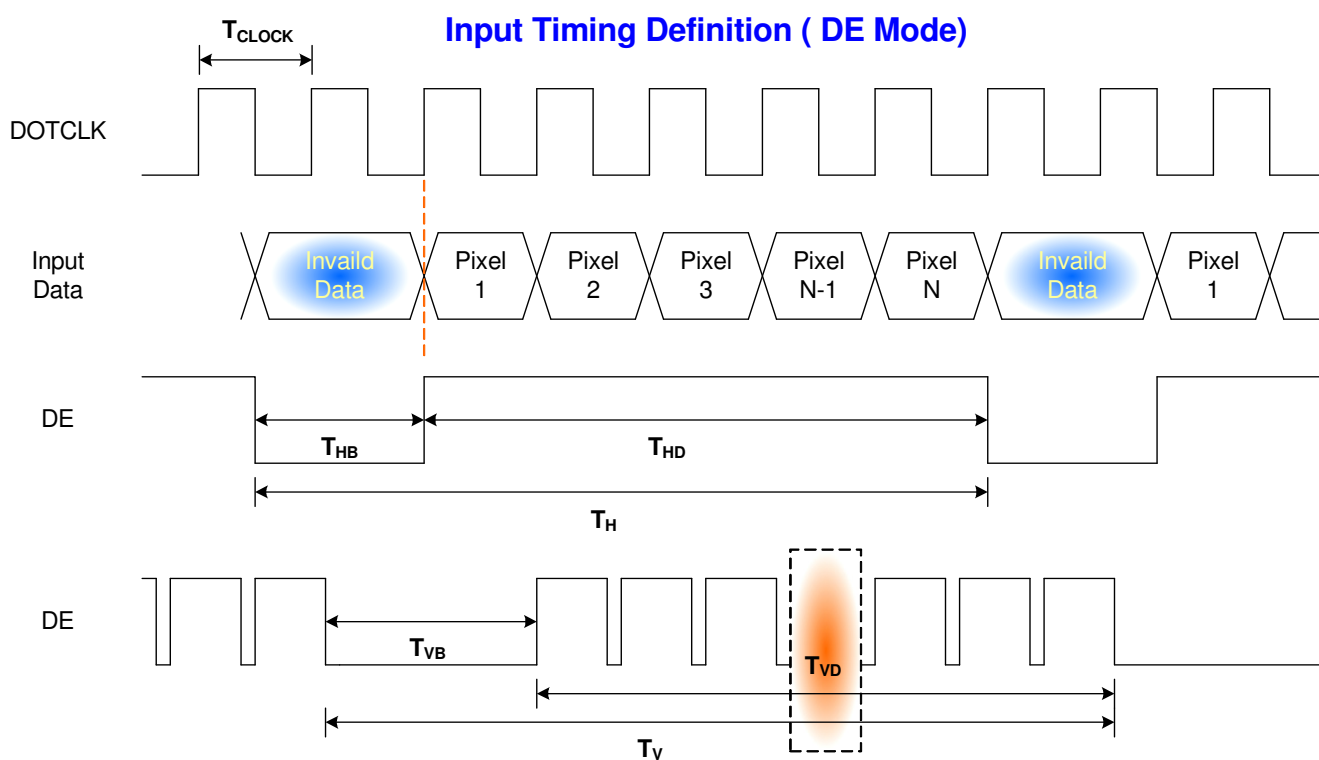 Input Timing Definition ( DE Mode)
TCLOCK
DOTCLK
Input
Data
Invaild
Data
Pixel
1
Pixel
2
Pixel
3
Pixel
N-1
Pixel
N
Invaild
Data
Pixel
1
DE
THB
THD
TH
DE
TVB
TVD
TV